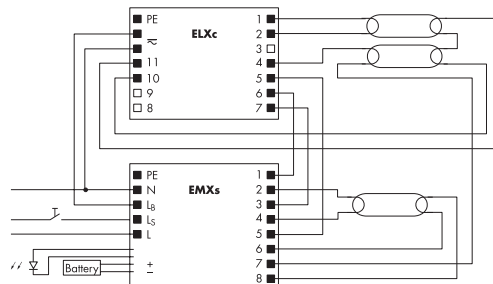 PE 1
ELXc
~ 2
3
11 4
10 5
9 6
8 7
PE 1
EMXs
N 2
LB 3
LS 4
L 5
6
+ 7
Battery
− 8